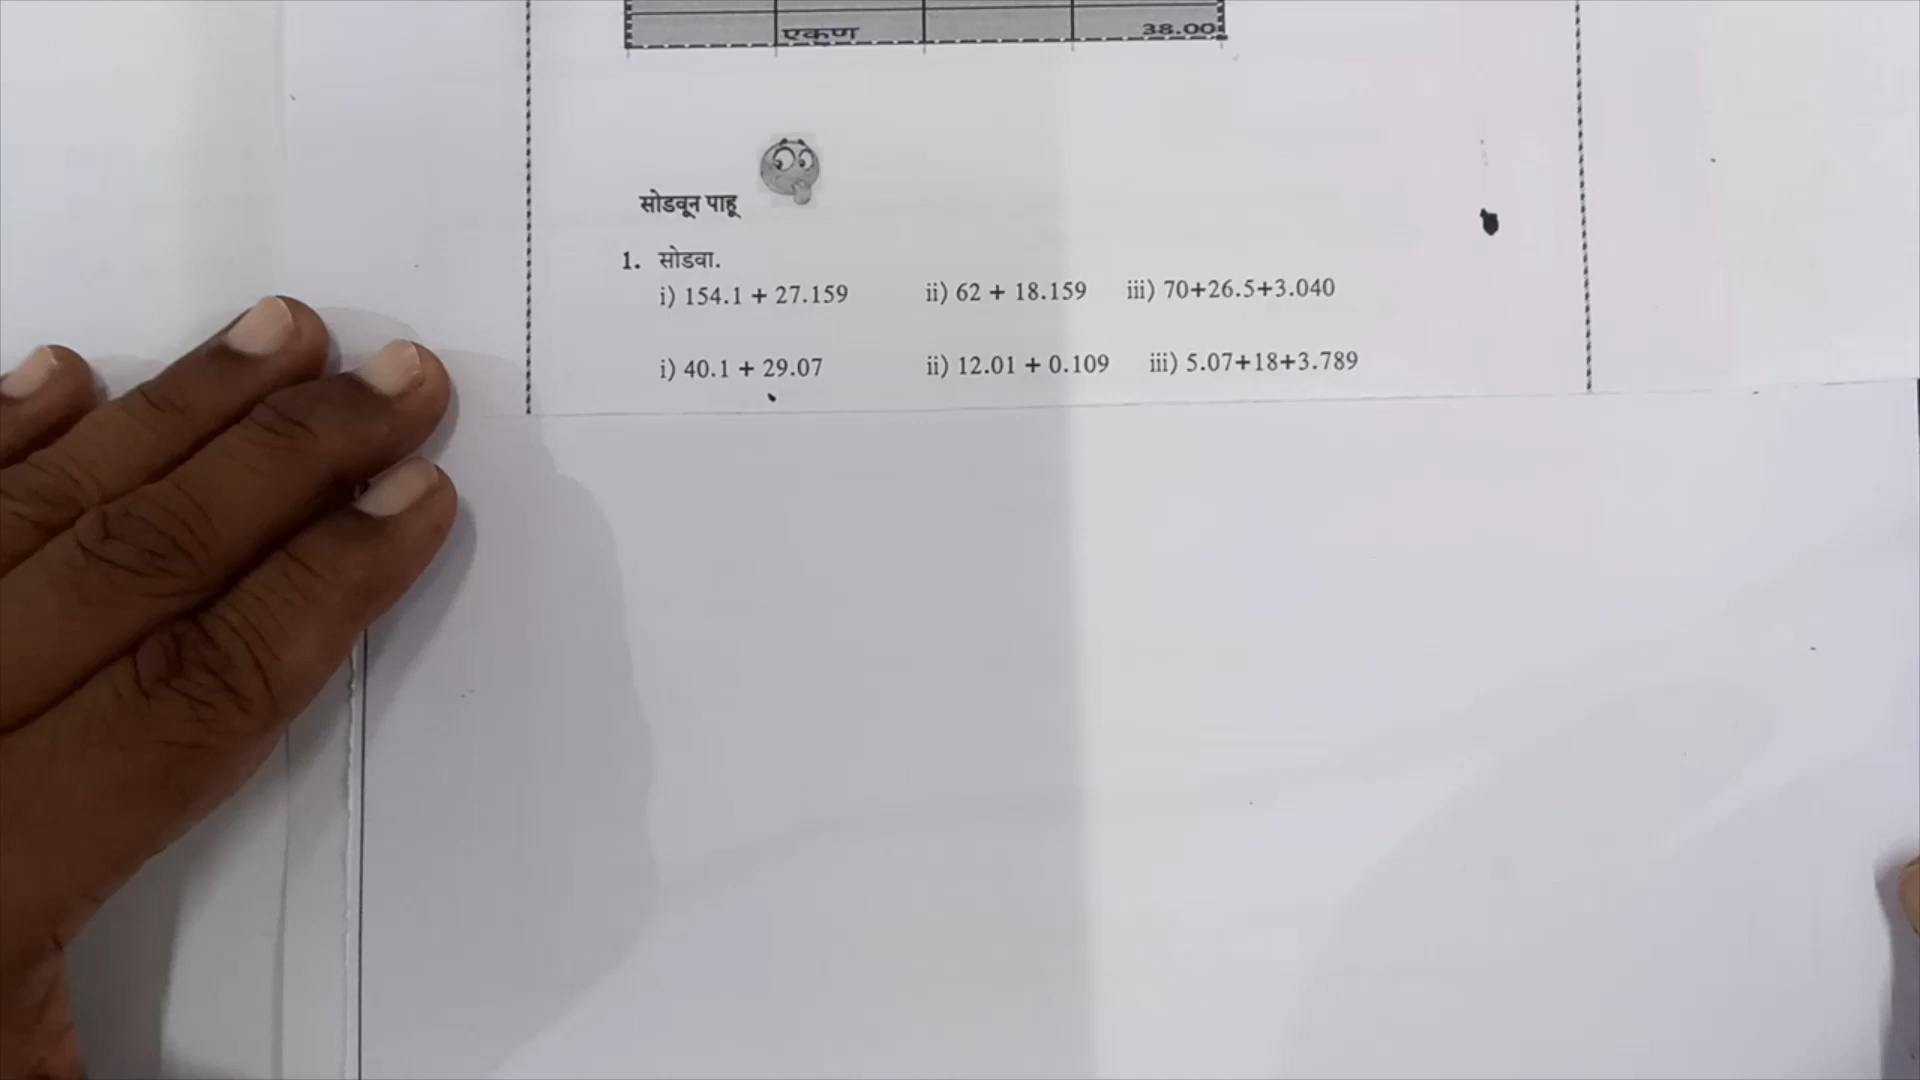 एकूण 38.00
सोडवून पाहू
1. सोडवा.
i) 154.1 + 27.159 ii) 62 + 18.159 iii) 70+26.5+3.040
i) 40.1 + 29.07 ii) 12.01 + 0.109 iii) 5.07+18+3.789